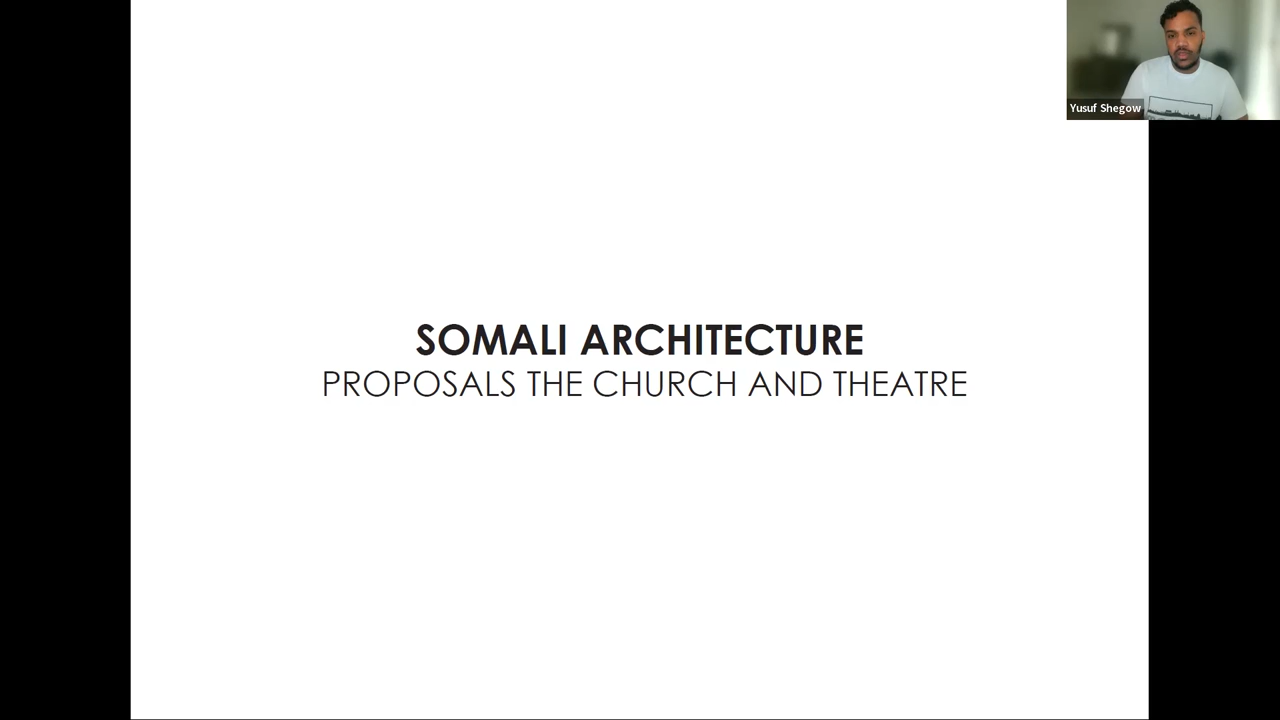 Yusuf Shegow
SOMALI ARCHITECTURE
PROPOSALS THE CHURCH AND THEATRE